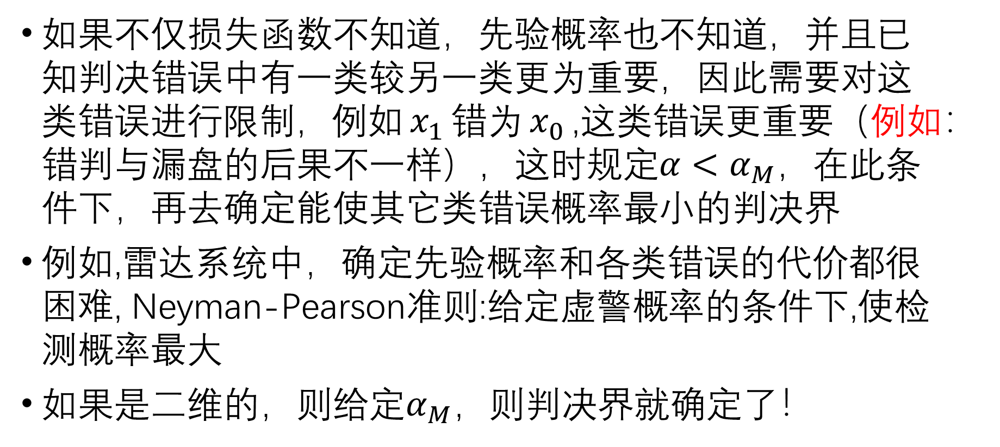 • 如果不仅损失函数不知道，先验概率也不知道，并且已
知判决错误中有一类较另一类更为重要，因此需要对这
类错误进行限制，例如 x₁ 错为 x₀ ,这类错误更重要（例如：
错判与漏盘的后果不一样），这时规定α < α_M，在此条
件下，再去确定能使其它类错误概率最小的判决界
• 例如,雷达系统中，确定先验概率和各类错误的代价都很
困难, Neyman-Pearson准则:给定虚警概率的条件下,使检
测概率最大
• 如果是二维的，则给定α_M，则判决界就确定了！